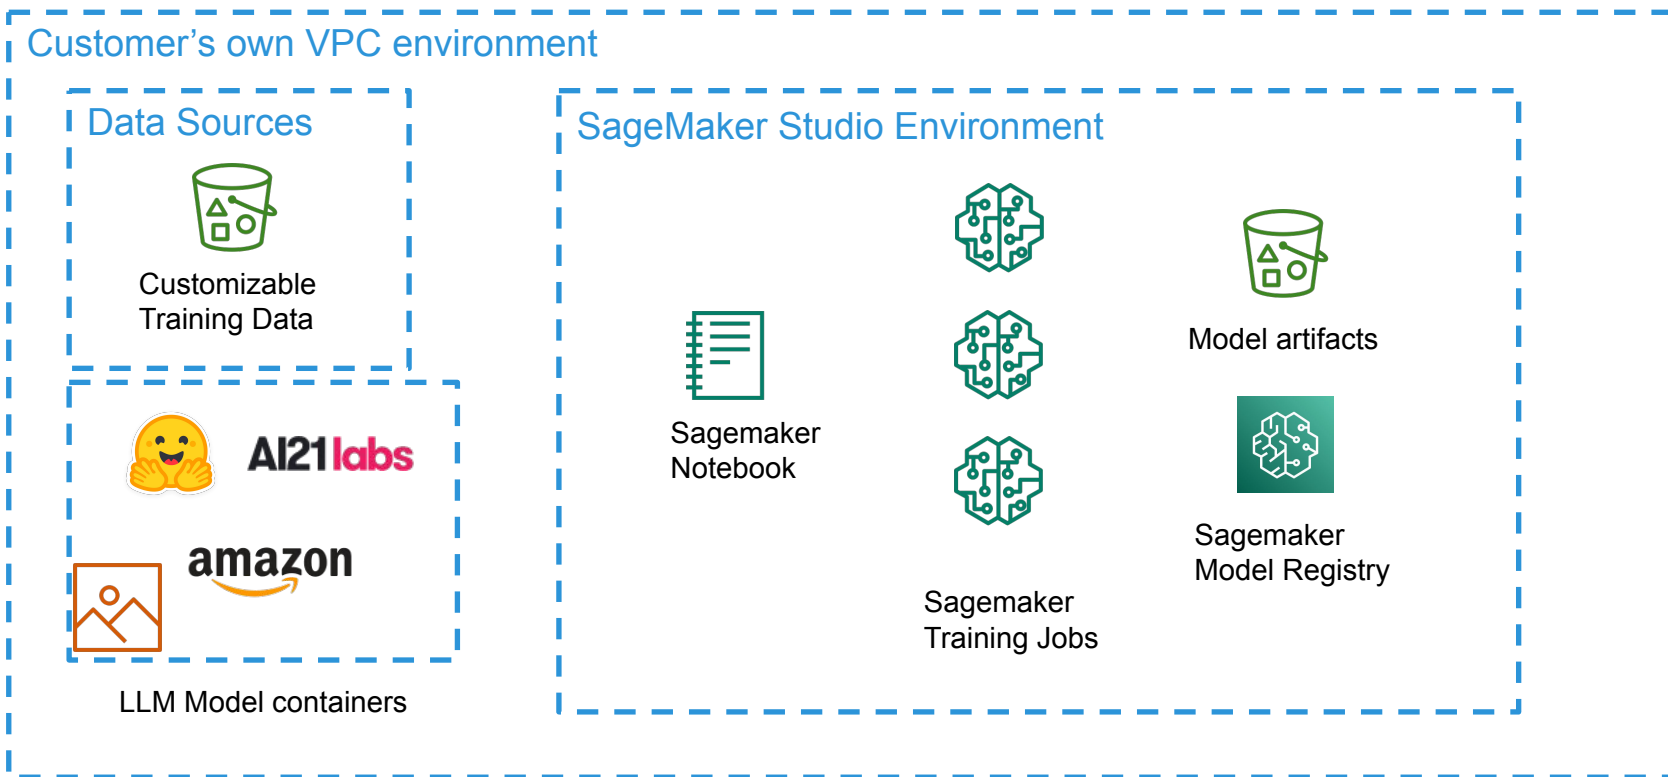 Customer's own VPC environment
Data Sources
Customizable
Training Data
AI21labs
amazon
LLM Model containers
SageMaker Studio Environment
Sagemaker
Notebook
Sagemaker
Training Jobs
Model artifacts
Sagemaker
Model Registry